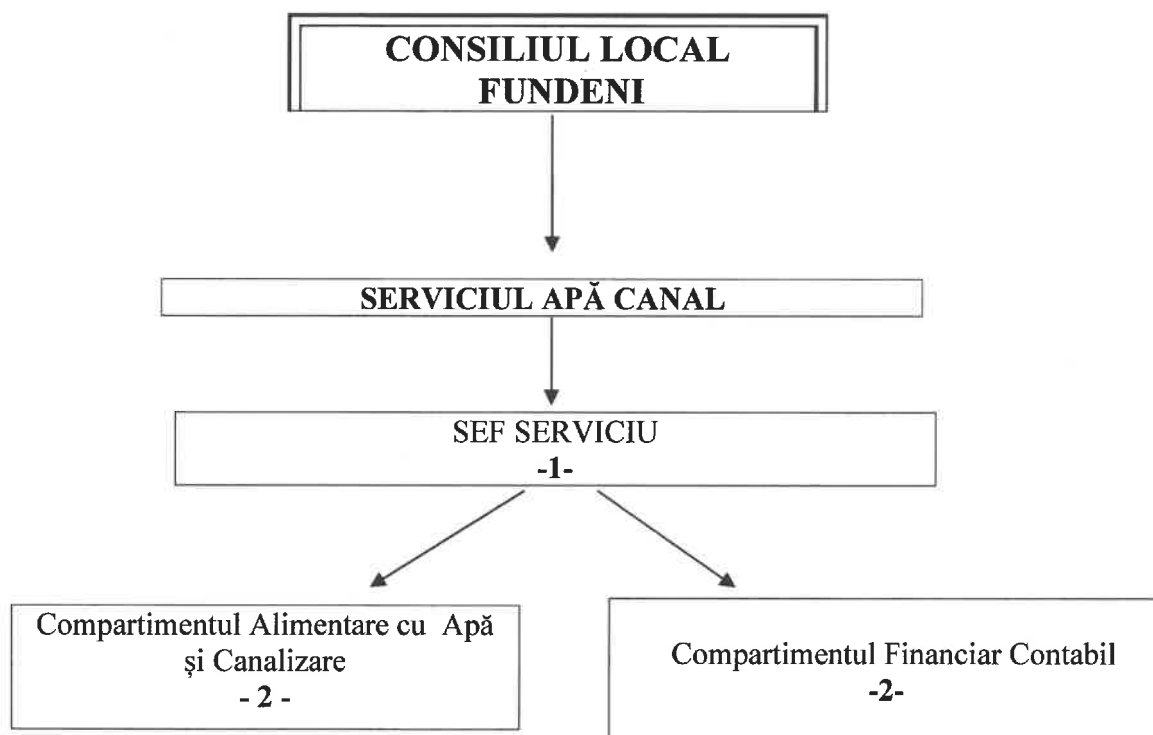 CONSILIUL LOCAL
FUNDENI
SERVICIUL APĂ CANAL
SEF SERVICIU
-1-
Compartimentul Alimentare cu Apă
și Canalizare
- 2 -
Compartimentul Financiar Contabil
-2-